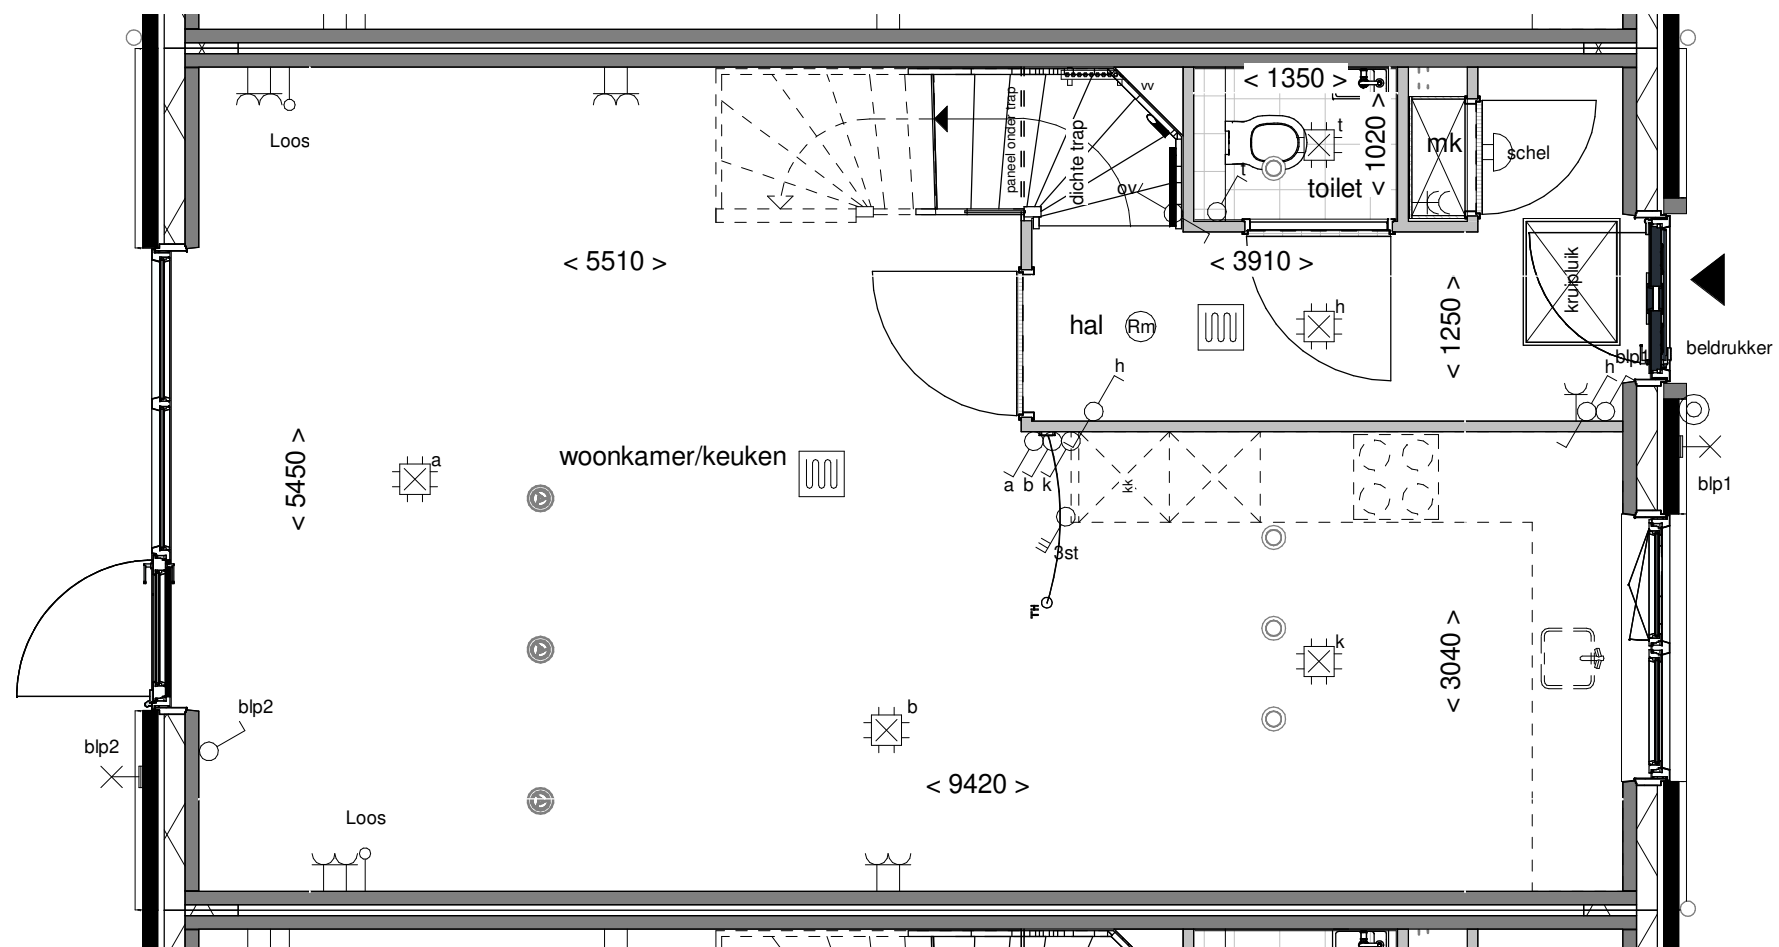 < 1350 >
vv
t
< 1020 >
mk
schel
Loos
paneel onder trap
dichte trap
ov
t
toilet
< 5510 >
< 3910 >
kruipluik
hal
Rm
h
< 1250 >
beldrukker
h
h
blp1
< 5450 >
a
woonkamer/keuken
a
b
k
kk
blp1
3st
TH
k
< 3040 >
blp2
b
blp2
< 9420 >
Loos